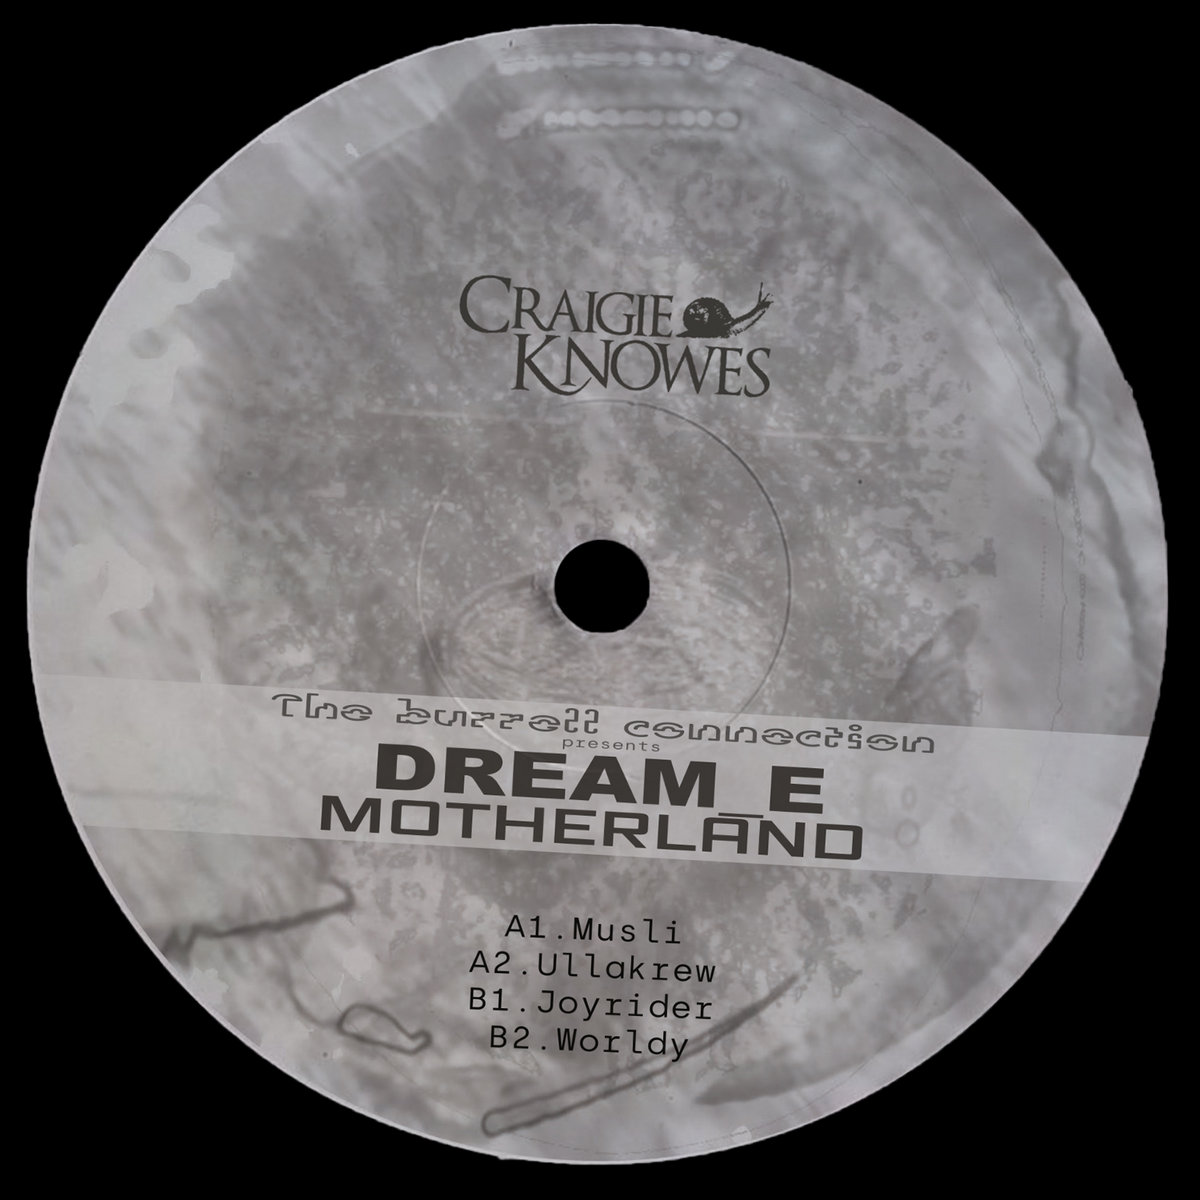 CRAIGIE
KNOWES
The burrell connection
presents
DREAM_E
MOTHERLAND
A1.Musli
A2.Ullakrew
B1.Joyrider
B2.Worldy